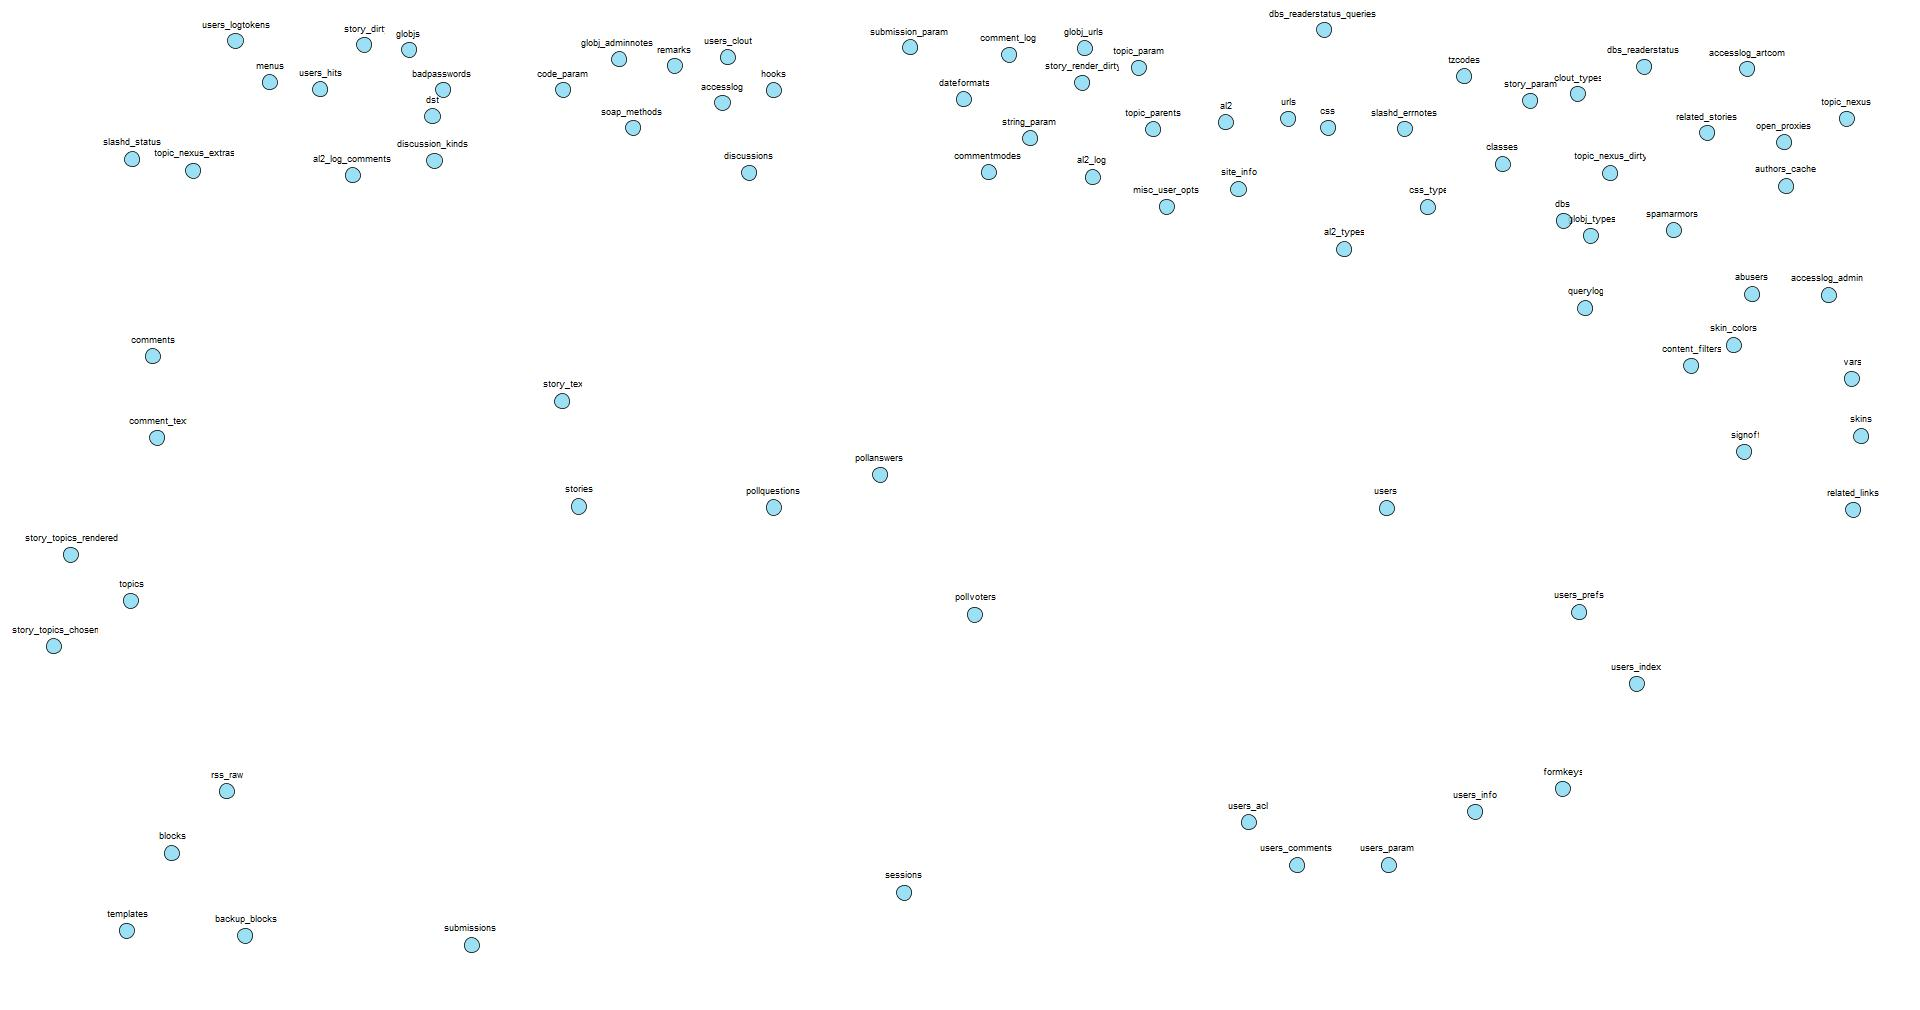 dbs_readerstatus_queries
users_logtokens
story_dirt
globjs
submission_param
comment_log
globj_urls
globj_adminnotes
remarks
users_clout
topic_param
dbs_readerstatus
accesslog_artcom
tzcodes
menus
users_hits
badpasswords
code_param
hooks
story_render_dirty
story_param
clout_types
accesslog
dateformats
dst
soap_methods
string_param
topic_parents
al2
urls
css
slashd_errnotes
related_stories
topic_nexus
open_proxies
slashd_status
topic_nexus_extras
al2_log_comments
discussion_kinds
discussions
commentmodes
al2_log
classes
topic_nexus_dirty
authors_cache
misc_user_opts
site_info
css_type
dbs
globj_types
spamarmors
al2_types
abusers
accesslog_admin
querylog
skin_colors
comments
content_filters
vars
story_tex
comment_tex
skins
signoff
pollanswers
stories
pollquestions
users
related_links
story_topics_rendered
topics
pollvoters
users_prefs
story_topics_chosen
users_index
rss_raw
formkeys
users_info
users_acl
blocks
users_comments
users_param
sessions
templates
backup_blocks
submissions